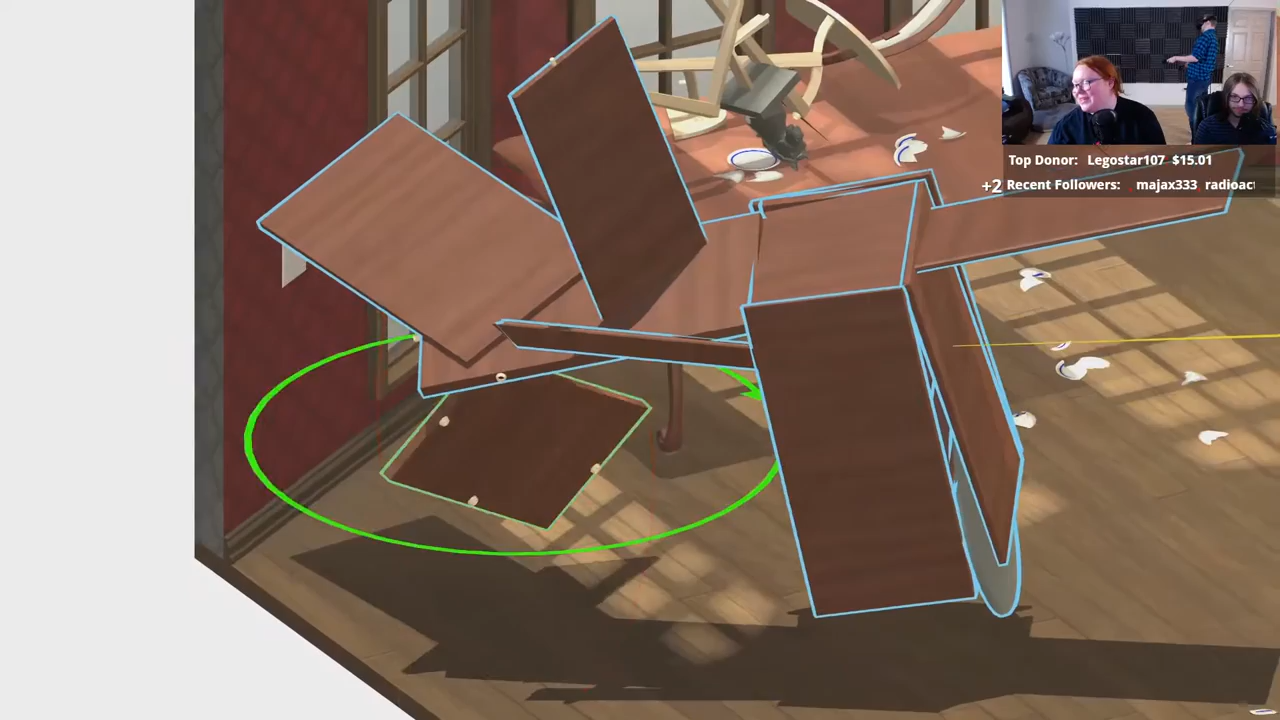 Top Donor: Legostar107 $15.01
+2 Recent Followers: majax333 radioac